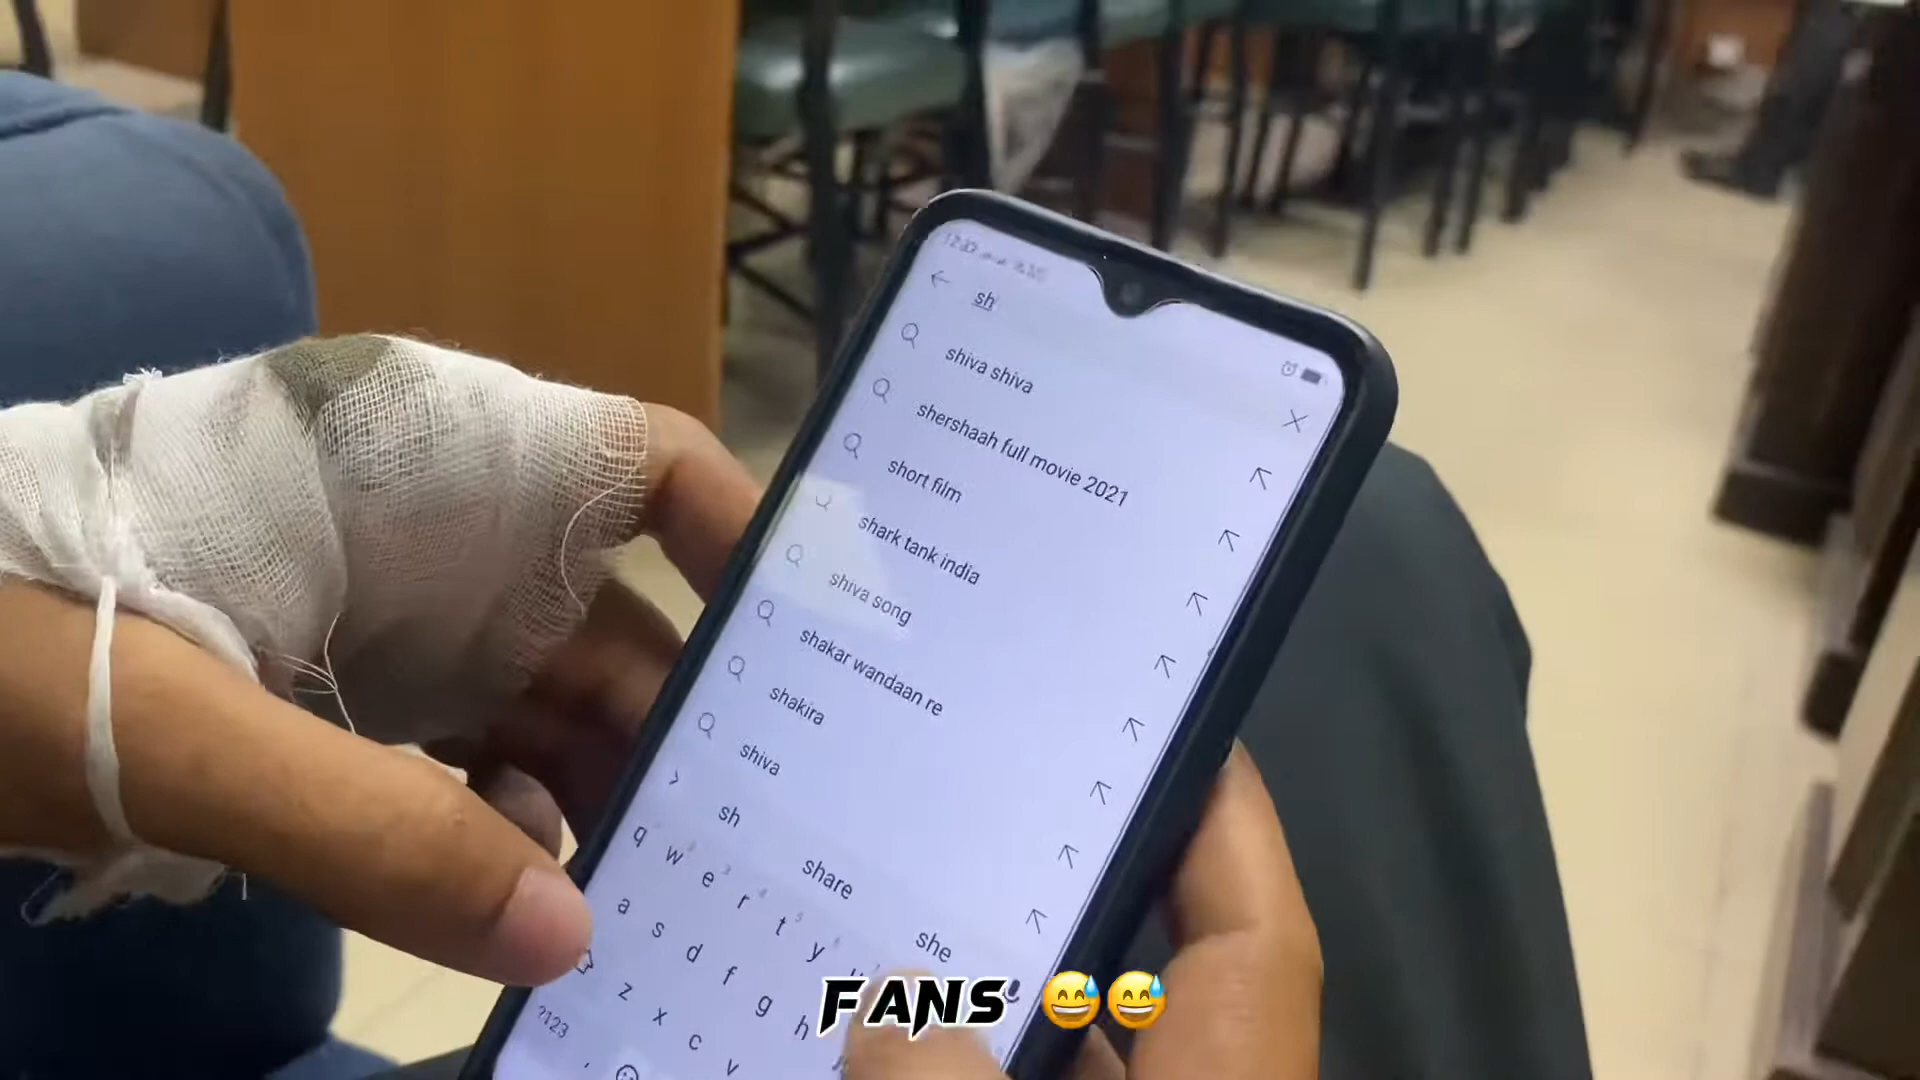 sh
shiva shiva
shershaah full movie 2021
short film
shark tank india
shiva song
shakar wandaan re
shakira
shiva
sh share she
q w e r t y
a s d f g h
z x c v
?123 ,
FANS 😅😅